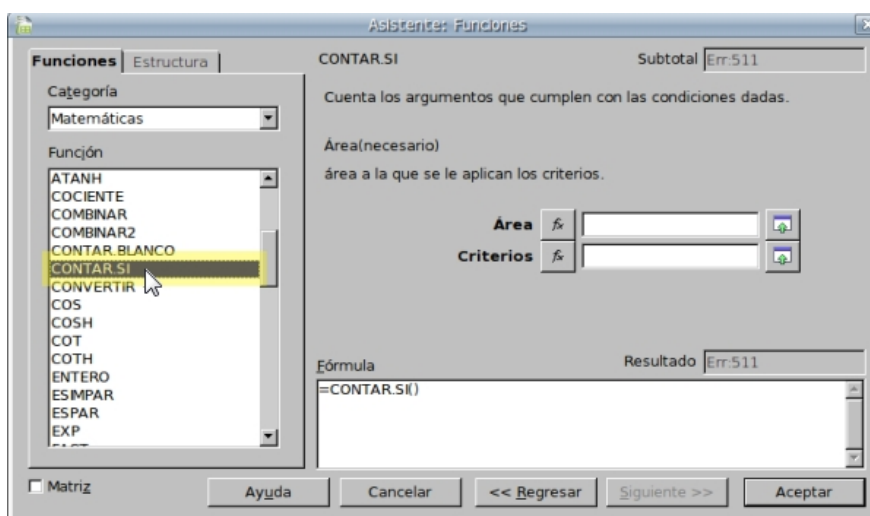 Asistente: Funciones
Funciones Estructura
Categoría
Matemáticas
Función
ATANH
COCIENTE
COMBINAR
COMBINAR2
CONTAR.BLANCO
CONTAR.SI
CONVERTIR
COS
COSH
COT
COTH
ENTERO
ESIMPAR
ESPAR
EXP
Matriz
CONTAR.SI Subtotal Err:511
Cuenta los argumentos que cumplen con las condiciones dadas.
Área(necesario)
área a la que se le aplican los criterios.
Área fx
Criterios fx
Fórmula Resultado Err:511
=CONTAR.SI()
Ayuda Cancelar << Regresar Siguiente >> Aceptar